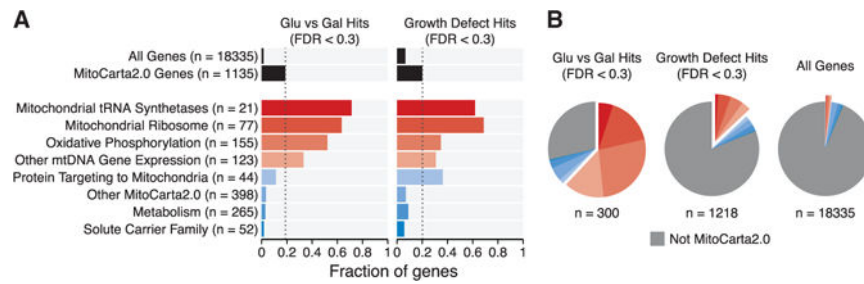 A
Glu vs Gal Hits
(FDR < 0.3)
Growth Defect Hits
(FDR < 0.3)
All Genes (n = 18335)
MitoCarta2.0 Genes (n = 1135)
Mitochondrial tRNA Synthetases (n = 21)
Mitochondrial Ribosome (n = 77)
Oxidative Phosphorylation (n = 155)
Other mtDNA Gene Expression (n = 123)
Protein Targeting to Mitochondria (n = 44)
Other MitoCarta2.0 (n = 398)
Metabolism (n = 265)
Solute Carrier Family (n = 52)
0 0.2 0.4 0.6 0.8 1
0 0.2 0.4 0.6 0.8 1
Fraction of genes
B
Glu vs Gal Hits
(FDR < 0.3)
Growth Defect Hits
(FDR < 0.3)
All Genes
n = 300
n = 1218
n = 18335
Not MitoCarta2.0